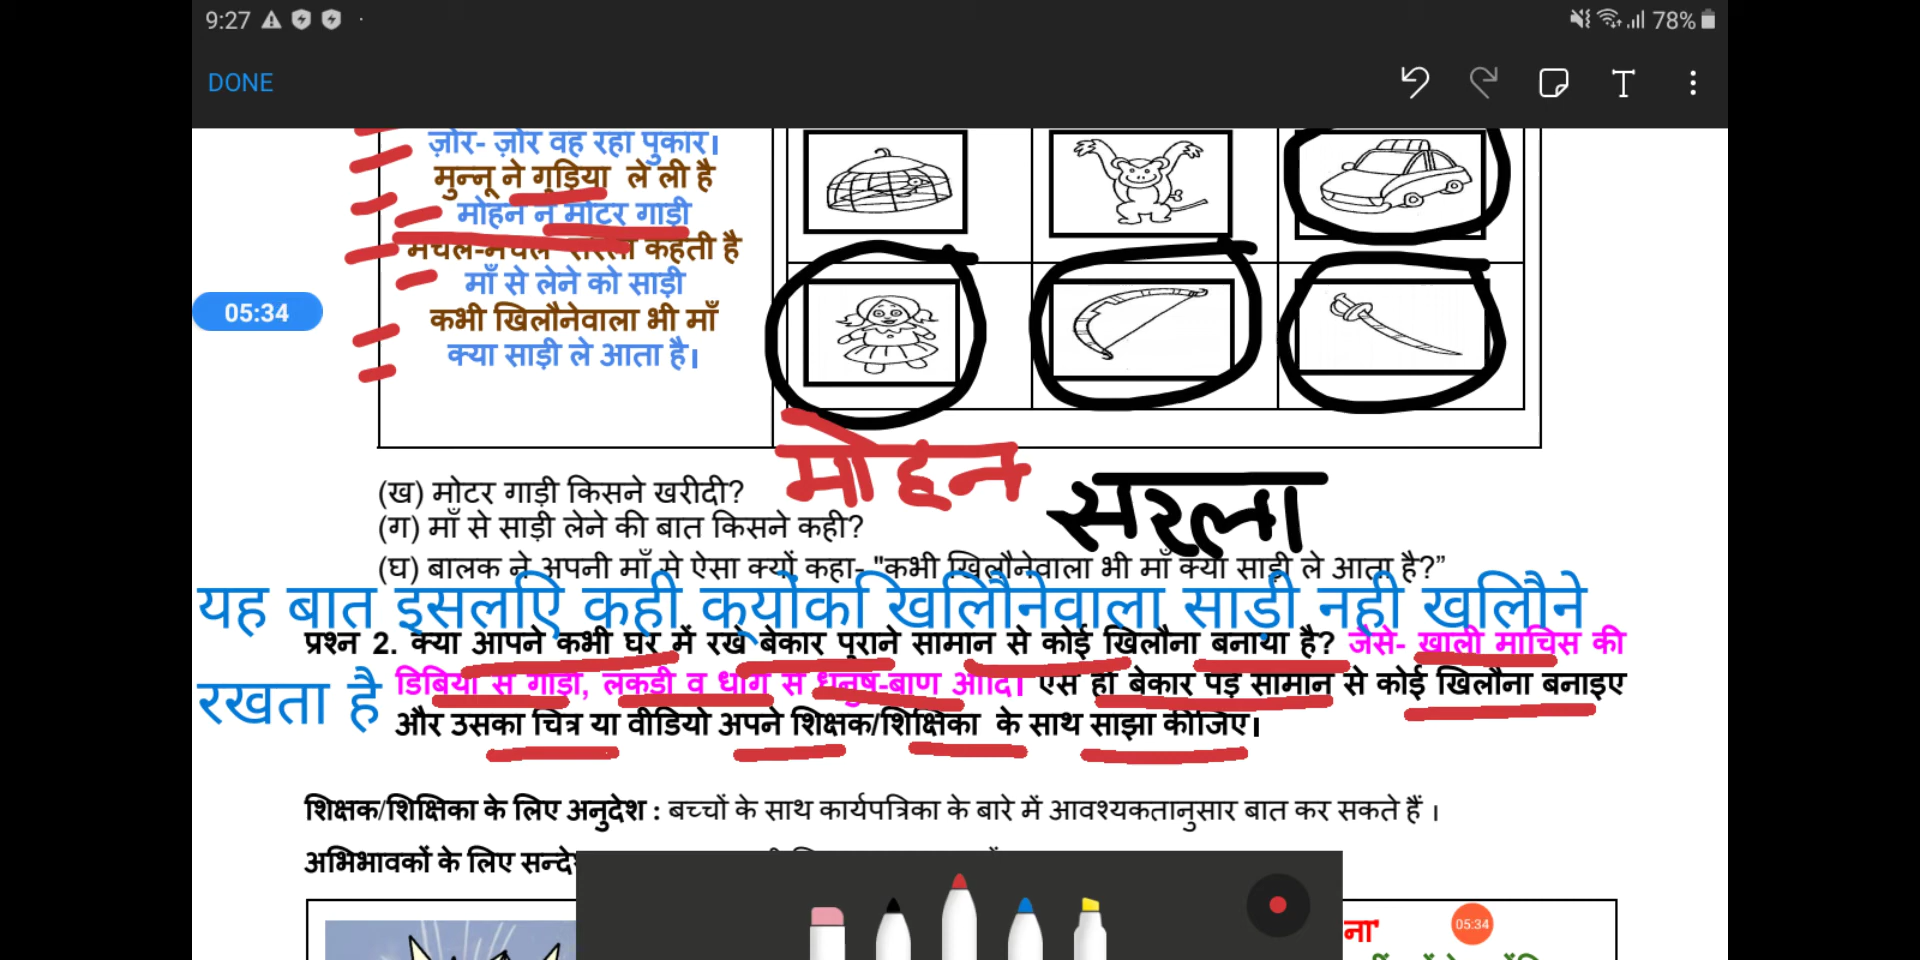 9:27
78%
DONE
ज़ोर- ज़ोर वह रहा पुकार।
मुन्नू ने गुड़िया ले ली है
मोहन ने मोटर गाड़ी
मचल-मचल सरला कहती है
माँ से लेने को साड़ी
कभी खिलौनेवाला भी माँ
क्या साड़ी ले आता है।
05:34
मोहन
सरला
(ख) मोटर गाड़ी किसने खरीदी?
(ग) माँ से साड़ी लेने की बात किसने कही?
(घ) बालक ने अपनी माँ से ऐसा क्यों कहा- "कभी खिलौनेवाला भी माँ क्या साड़ी ले आता है?”
यह बात इसलिए कही क्योंकि खिलौनेवाला साड़ी नही खिलौने
रखता है
प्रश्न 2. क्या आपने कभी घर में रखे बेकार पुराने सामान से कोई खिलौना बनाया है? जैसे- खाली माचिस की
डिबिया से गाड़ी, लकड़ी व धागे से धनुष-बाण आदि। ऐसे ही बेकार पड़े सामान से कोई खिलौना बनाइए
और उसका चित्र या वीडियो अपने शिक्षक/शिक्षिका के साथ साझा कीजिए।
शिक्षक/शिक्षिका के लिए अनुदेश : बच्चों के साथ कार्यपत्रिका के बारे में आवश्यकतानुसार बात कर सकते हैं ।
अभिभावकों के लिए
ना'
05:34